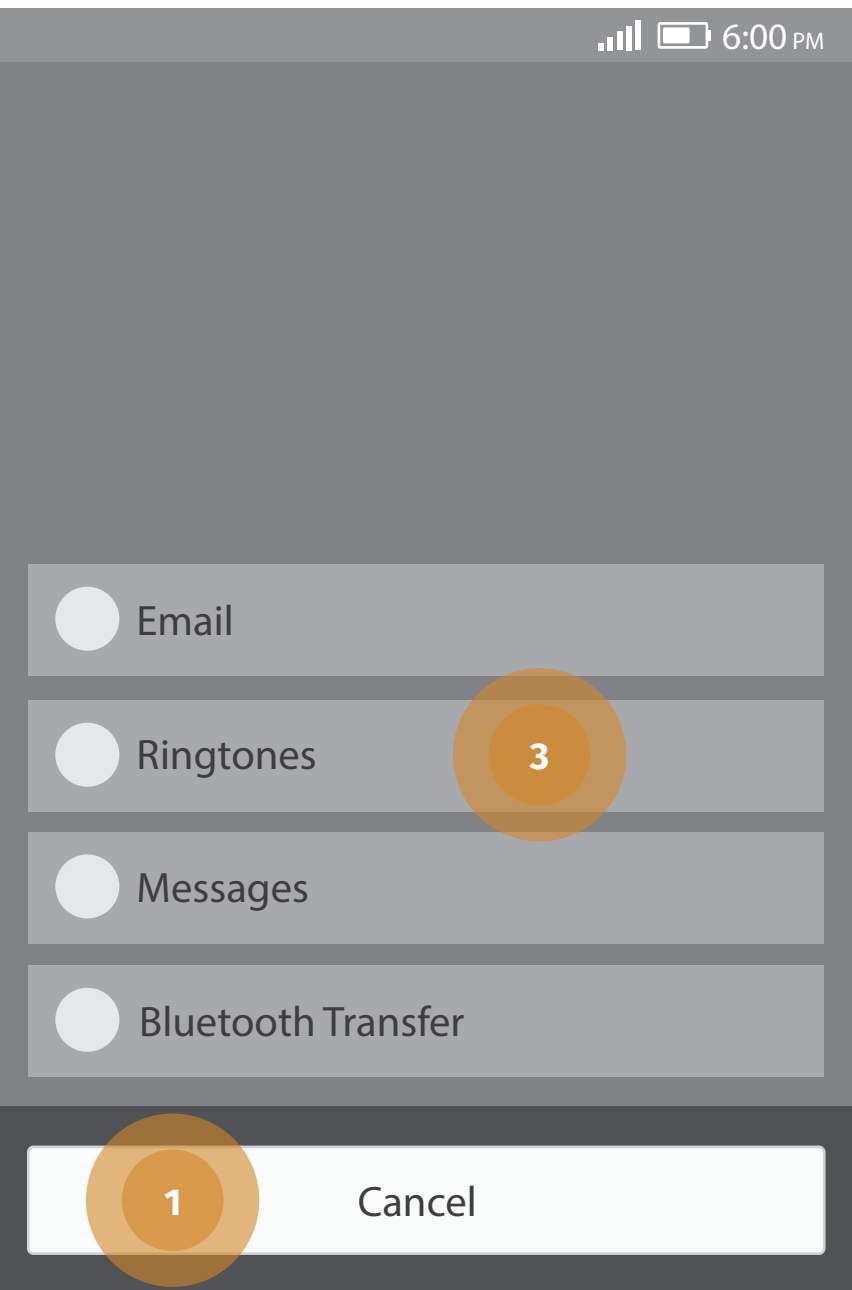 6:00 PM
Email
Ringtones 3
Messages
Bluetooth Transfer
1 Cancel